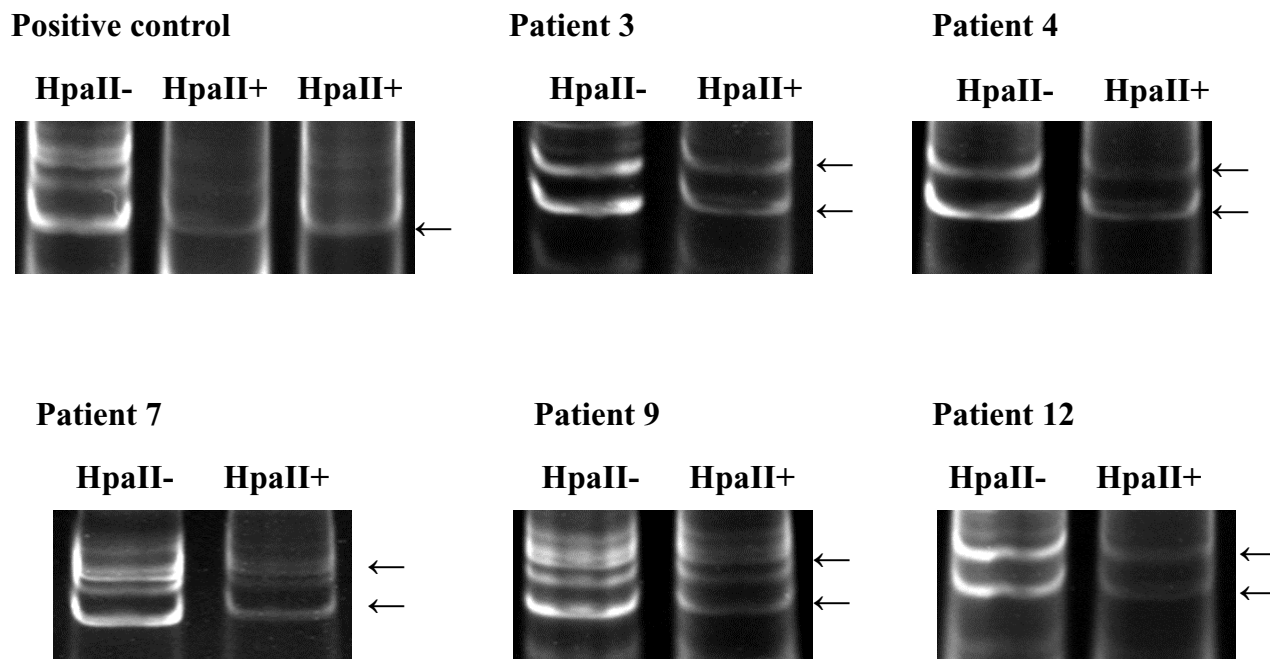 Positive control
HpaII- HpaII+ HpaII+
Patient 3
HpaII- HpaII+
Patient 4
HpaII- HpaII+
Patient 7
HpaII- HpaII+
Patient 9
HpaII- HpaII+
Patient 12
HpaII- HpaII+